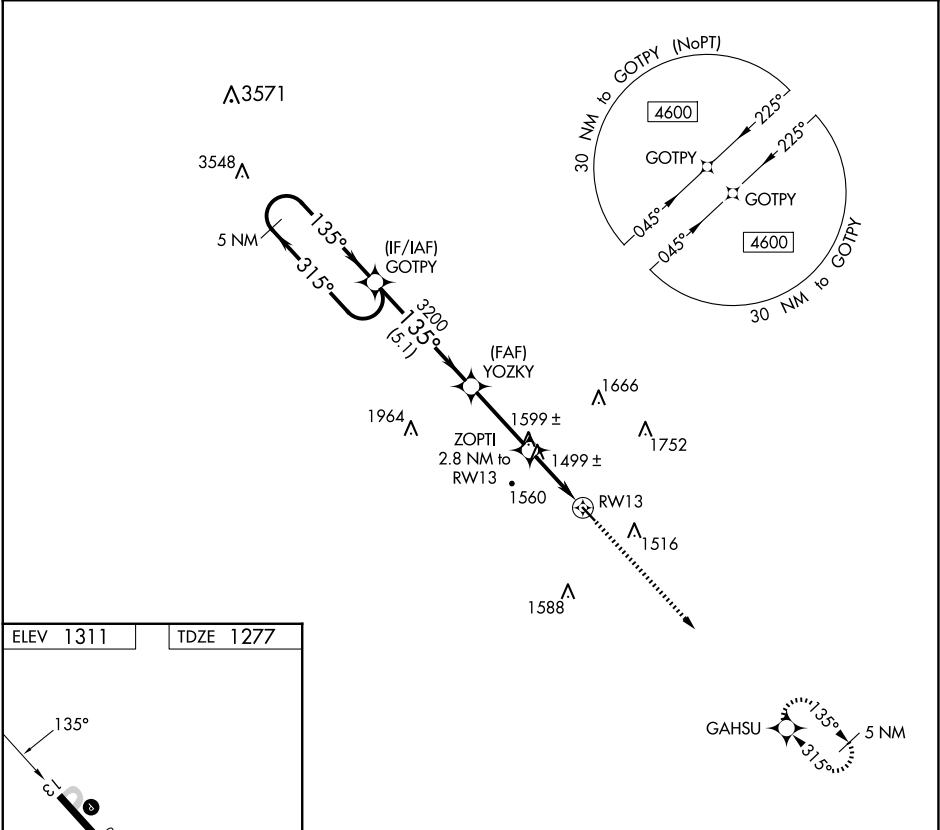 30 NM to GOTPY (NoPT)
4600
225°
GOTPY
045°
225°
GOTPY
045°
4600
30 NM to GOTPY
3571
3548
5 NM
135°
315°
(IF/IAF)
GOTPY
3200
135°
(5.1)
(FAF)
YOZKY
1964
1666
1599 ±
1752
ZOPTI
2.8 NM to
RW13
1499 ±
1560
RW13
1516
1588
GAHSU
135°
315°
5 NM
ELEV 1311
TDZE 1277
135°
13
P